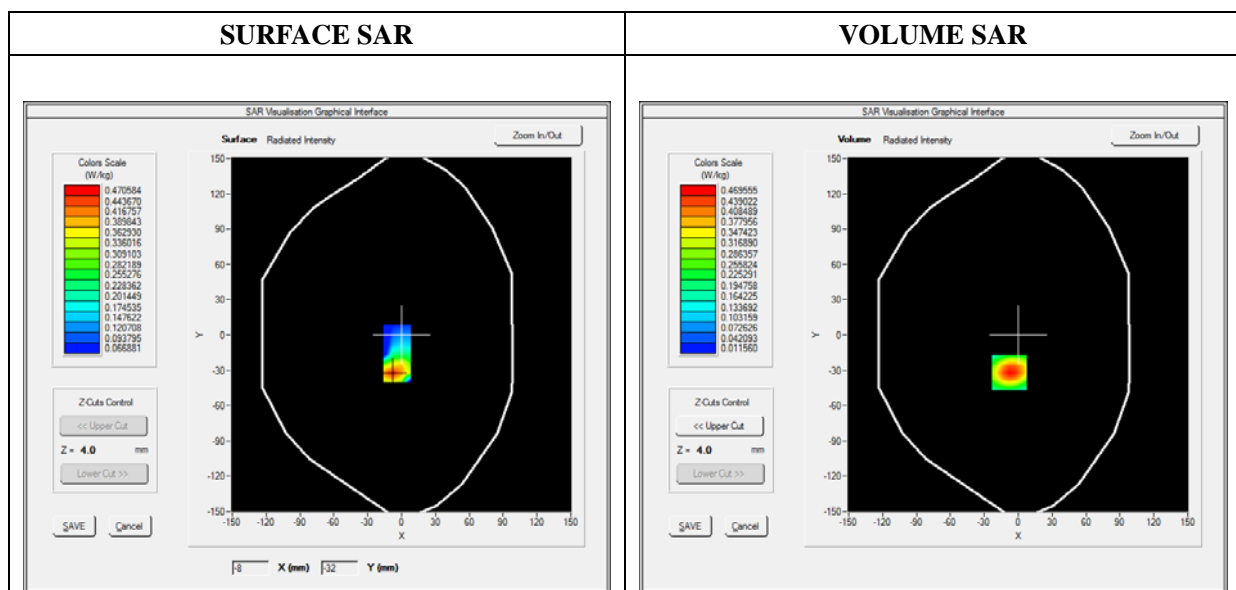 SURFACE SAR
VOLUME SAR
SAR Visualisation Graphical Interface
Surface Radiated Intensity
Zoom In/Out
Colors Scale
(W/kg)
0.470584
0.443670
0.416757
0.389843
0.362930
0.336016
0.309103
0.282189
0.255276
0.228362
0.201449
0.174535
0.147622
0.120708
0.093795
0.066881
Z-Cuts Control
<< Upper Cut
Z = 4.0 mm
Lower Cut >>
SAVE Cancel
150
120
90
60
30
0
-30
-60
-90
-120
-150
Y
-150 -120 -90 -60 -30 0 30 60 90 120 150
X
-8 X (mm) -32 Y (mm)
SAR Visualisation Graphical Interface
Volume Radiated Intensity
Zoom In/Out
Colors Scale
(W/kg)
0.469555
0.439022
0.408489
0.377956
0.347423
0.316890
0.286357
0.255824
0.225291
0.194758
0.164225
0.133692
0.103159
0.072626
0.042093
0.011560
Z-Cuts Control
<< Upper Cut
Z = 4.0 mm
Lower Cut >>
SAVE Cancel
150
120
90
60
30
0
-30
-60
-90
-120
-150
Y
-150 -120 -90 -60 -30 0 30 60 90 120 150
X